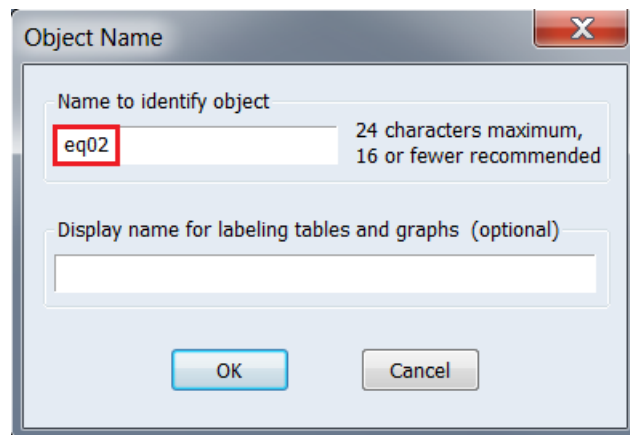 Object Name
X
Name to identify object
eq02
24 characters maximum,
16 or fewer recommended
Display name for labeling tables and graphs (optional)
OK
Cancel